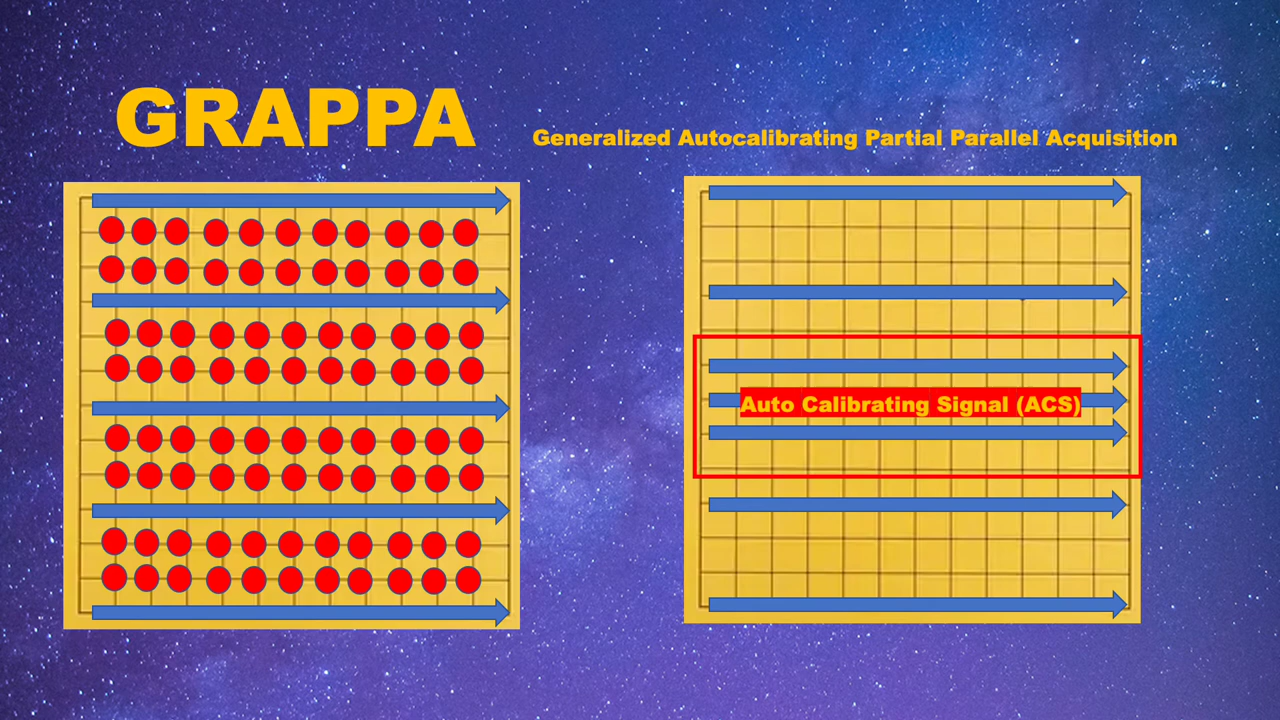 GRAPPA
Generalized Autocalibrating Partial Parallel Acquisition
Auto Calibrating Signal (ACS)